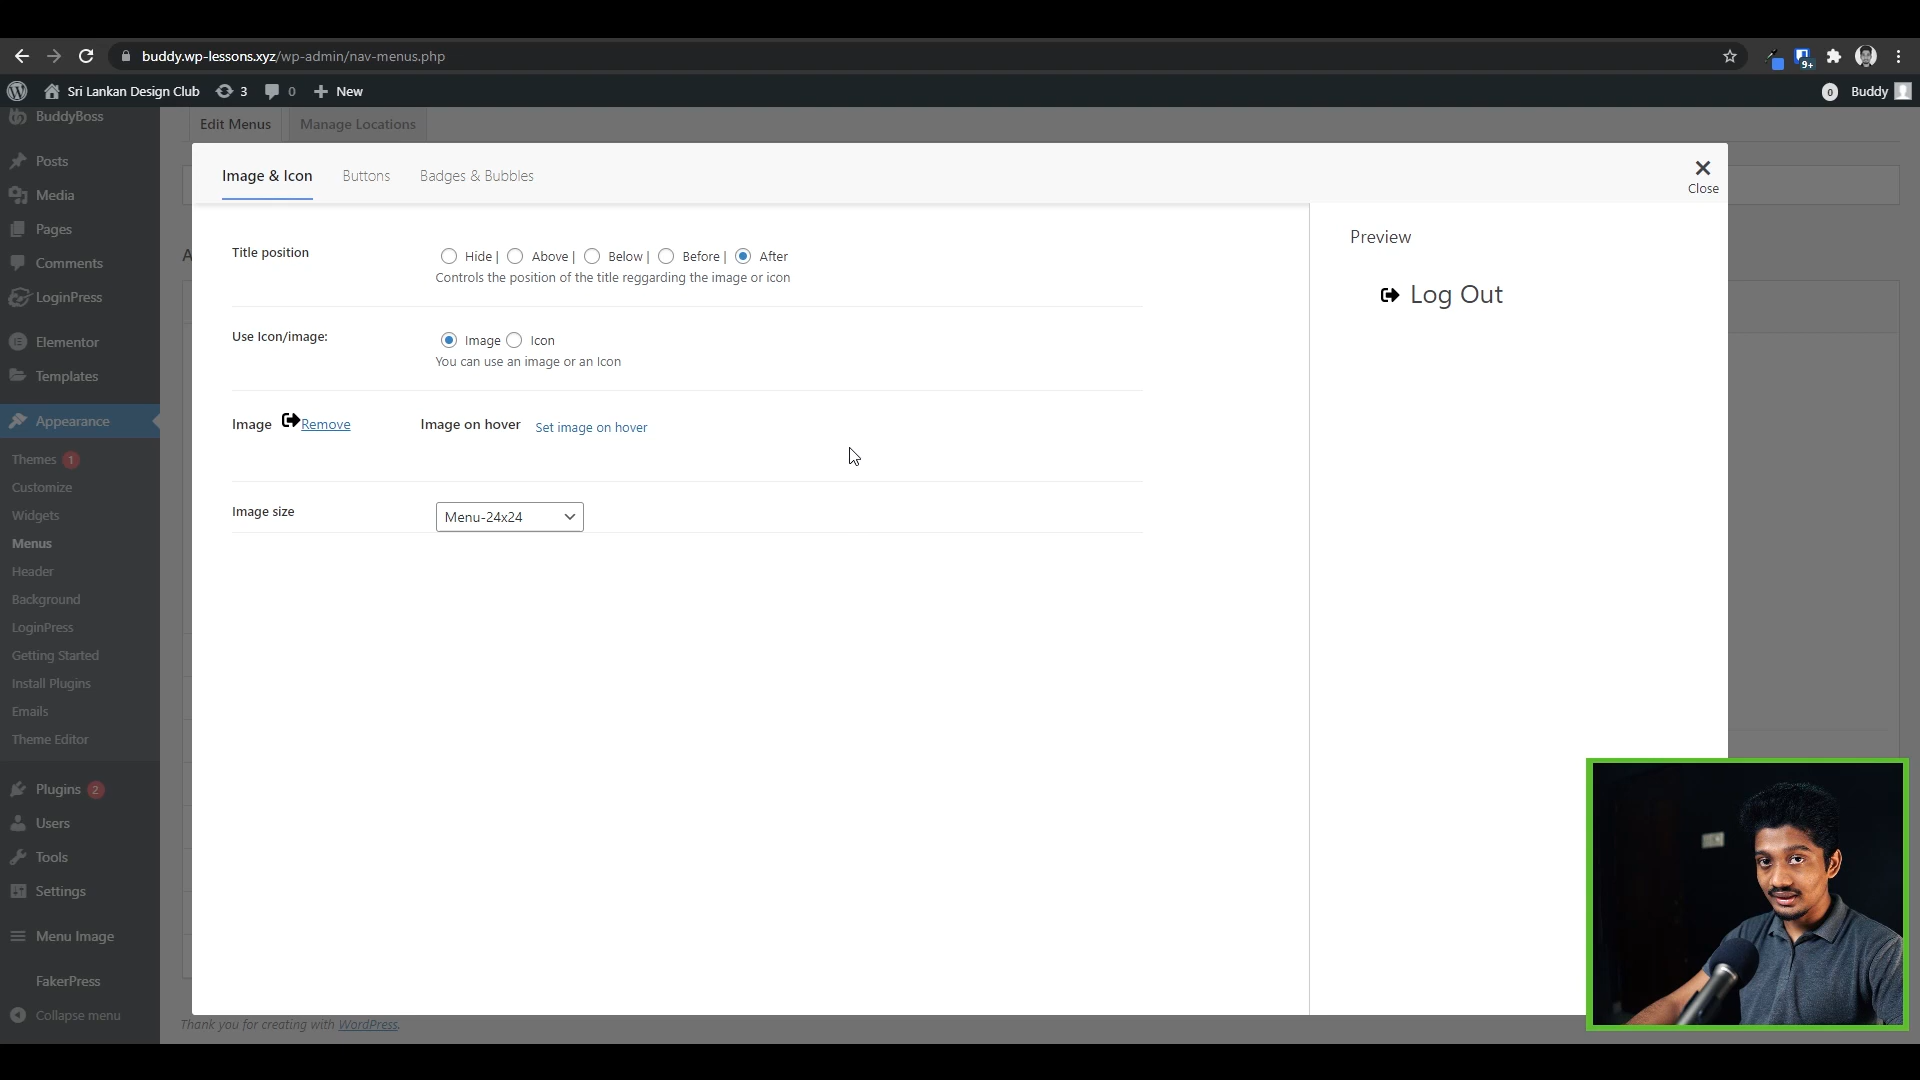 buddy.wp-lessons.xyz/wp-admin/nav-menus.php
9+
Sri Lankan Design Club 3 0 New
0 Buddy
BuddyBoss
Posts
Media
Pages
Comments
LoginPress
Elementor
Templates
Appearance
Themes 1
Customize
Widgets
Menus
Header
Background
LoginPress
Getting Started
Install Plugins
Emails
Theme Editor
Plugins 2
Users
Tools
Settings
Menu Image
FakerPress
Collapse menu
Edit Menus Manage Locations
A
Image & Icon Buttons Badges & Bubbles
Close
Title position Hide | Above | Below | Before | After
Controls the position of the title reggarding the image or icon
Use Icon/image: Image Icon
You can use an image or an Icon
Image Remove Image on hover Set image on hover
Image size Menu-24x24
Preview
Log Out
Thank you for creating with WordPress.